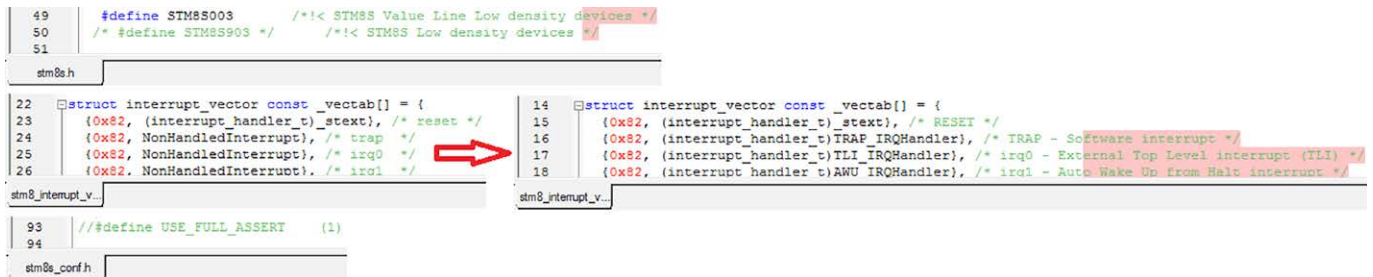 49 #define STM8S003 /*!< STM8S Value Line Low density devices */
50 /* #define STM8S903 */ /*!< STM8S Low density devices */
51
stm8s.h
22 struct interrupt_vector const _vectab[] = {
23 {0x82, (interrupt_handler_t)_stext}, /* reset */
24 {0x82, NonHandledInterrupt}, /* trap */
25 {0x82, NonHandledInterrupt}, /* irq0 */
26 {0x82, NonHandledInterrupt}, /* irq1 */
stm8_interrupt_v...
14 struct interrupt_vector const _vectab[] = {
15 {0x82, (interrupt_handler_t)_stext}, /* RESET */
16 {0x82, (interrupt_handler_t)TRAP_IRQHandler}, /* TRAP - Software interrupt */
17 {0x82, (interrupt_handler_t)TLI_IRQHandler}, /* irq0 - External Top Level interrupt (TLI) */
18 {0x82, (interrupt_handler_t)AWU_IRQHandler}, /* irq1 - Auto Wake Up from Halt interrupt */
stm8_interrupt_v...
93 //#define USE_FULL_ASSERT (1)
94
stm8s_conf.h